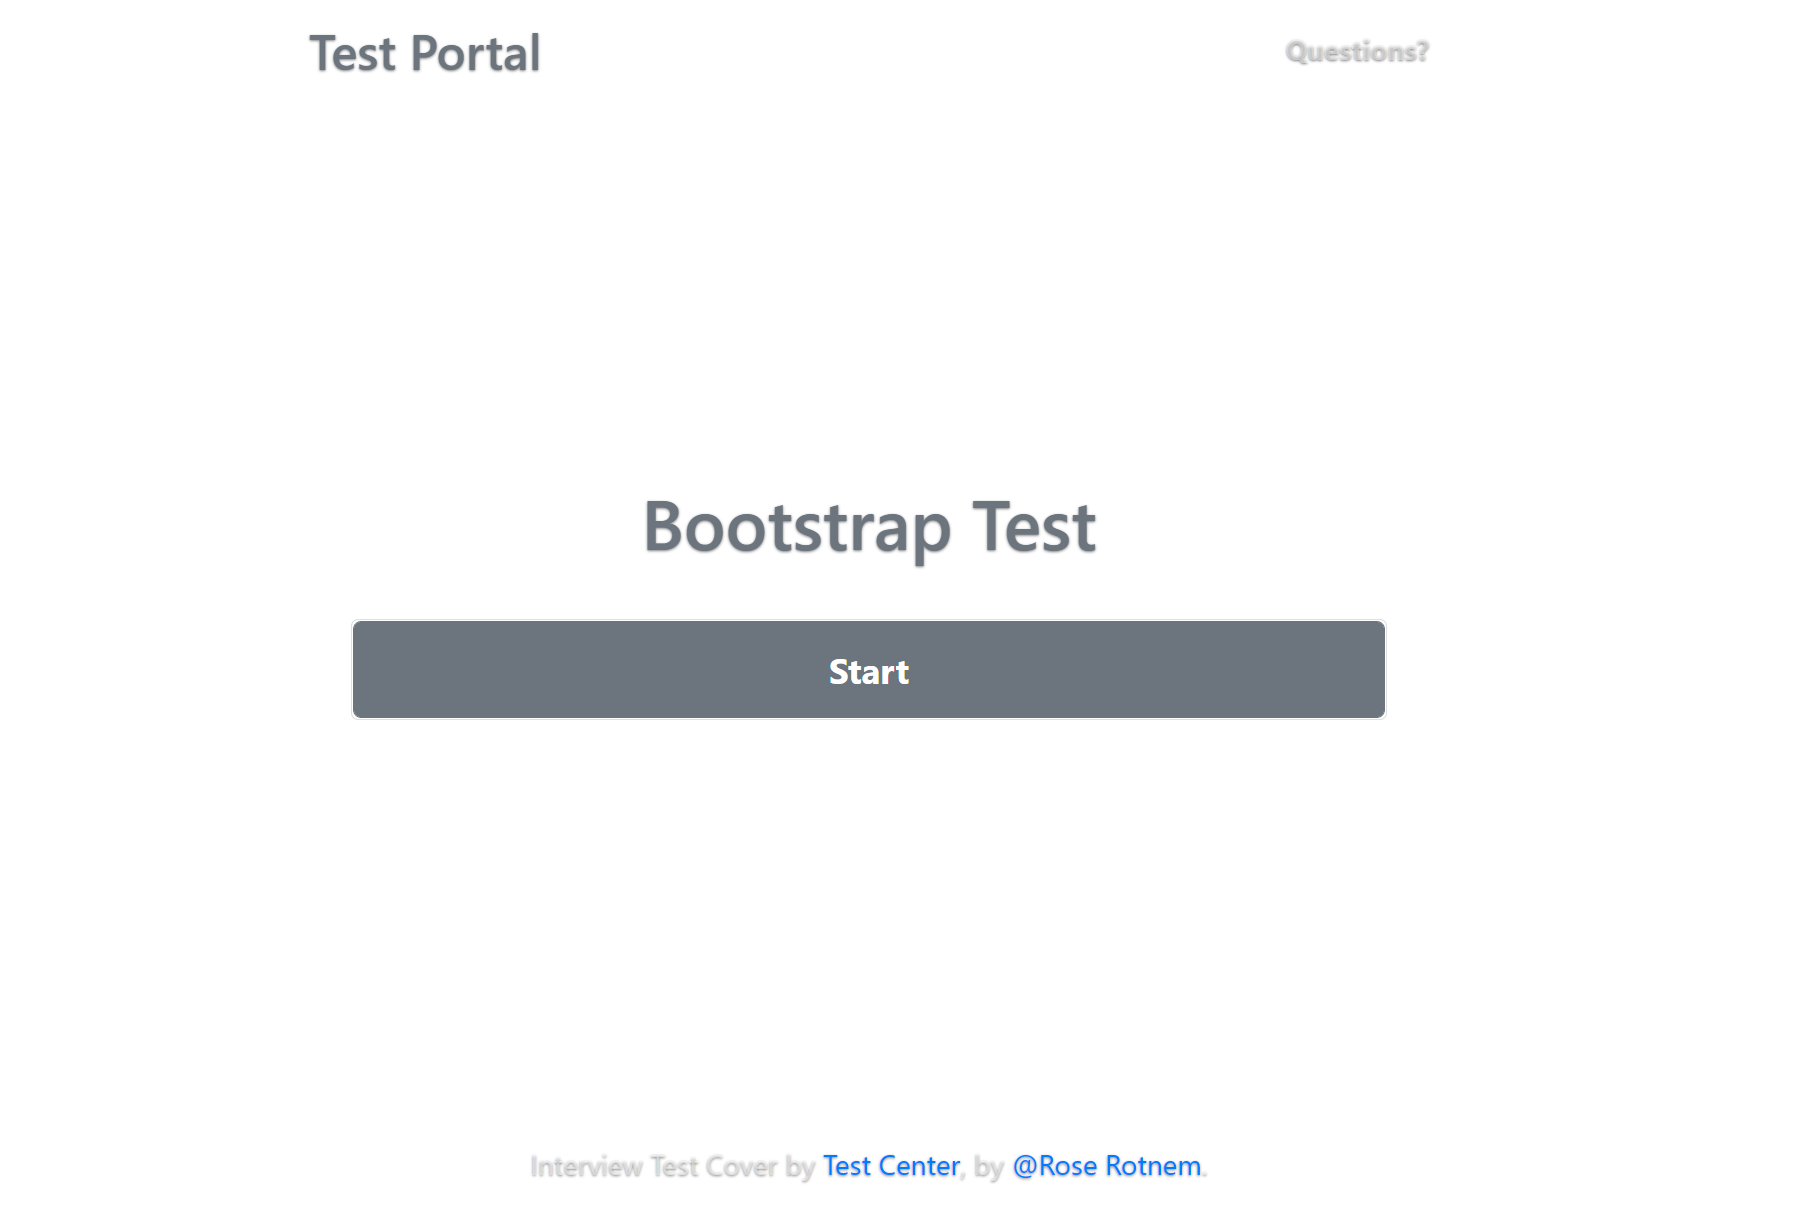 Test Portal
Questions?
Bootstrap Test
Start
Interview Test Cover by Test Center, by @Rose Rotnem.